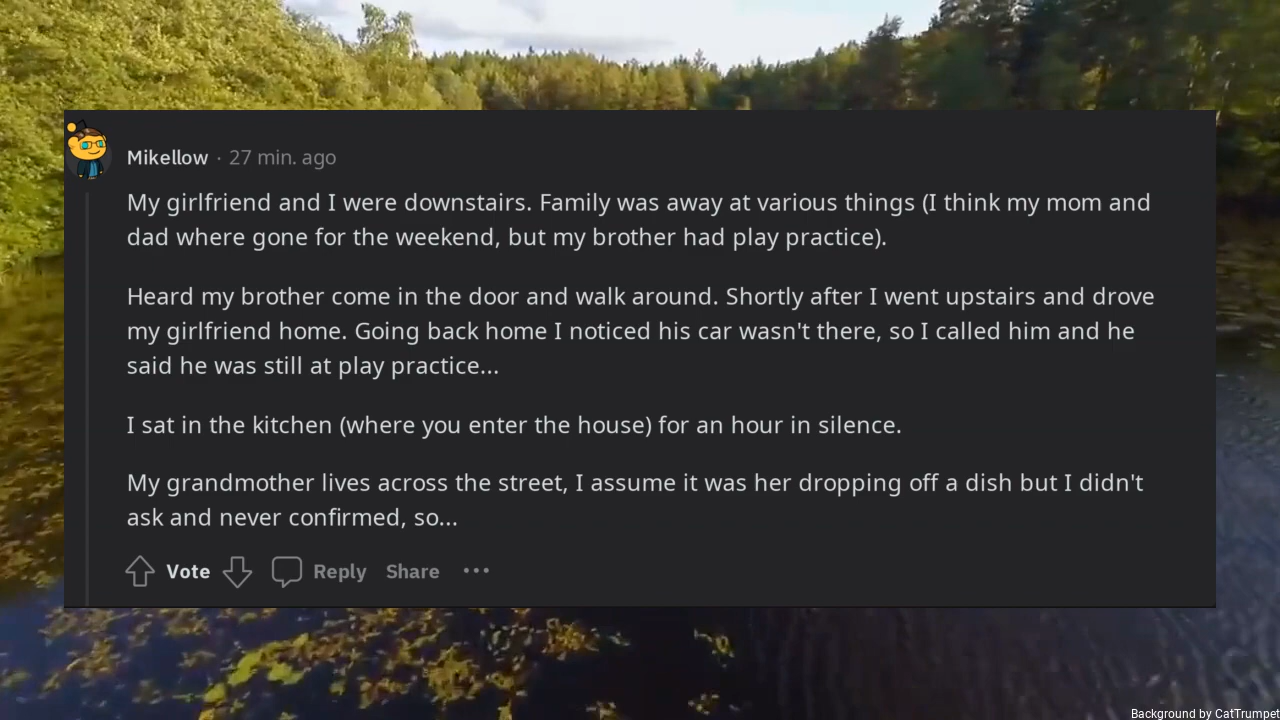 Mikellow · 27 min. ago
My girlfriend and I were downstairs. Family was away at various things (I think my mom and
dad where gone for the weekend, but my brother had play practice).
Heard my brother come in the door and walk around. Shortly after I went upstairs and drove
my girlfriend home. Going back home I noticed his car wasn't there, so I called him and he
said he was still at play practice...
I sat in the kitchen (where you enter the house) for an hour in silence.
My grandmother lives across the street, I assume it was her dropping off a dish but I didn't
ask and never confirmed, so...
Vote Reply Share ...
Background by CatTrumpet